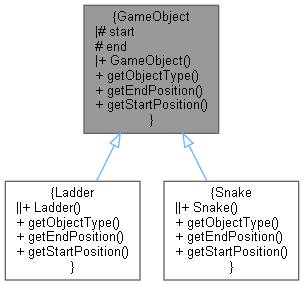 {GameObject
|# start
# end
|+ GameObject()
+ getObjectType()
+ getEndPosition()
+ getStartPosition()
}
{Ladder
||+ Ladder()
+ getObjectType()
+ getEndPosition()
+ getStartPosition()
}
{Snake
||+ Snake()
+ getObjectType()
+ getEndPosition()
+ getStartPosition()
}